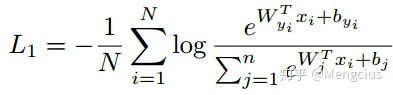 L_1 = -\frac{1}{N} \sum_{i=1}^{N} \log \frac{e^{W_{y_i}^T x_i + b_{y_i}}}{\sum_{j=1}^{n} e^{W_j^T x_i + b_j}}
知乎 @Mengcius